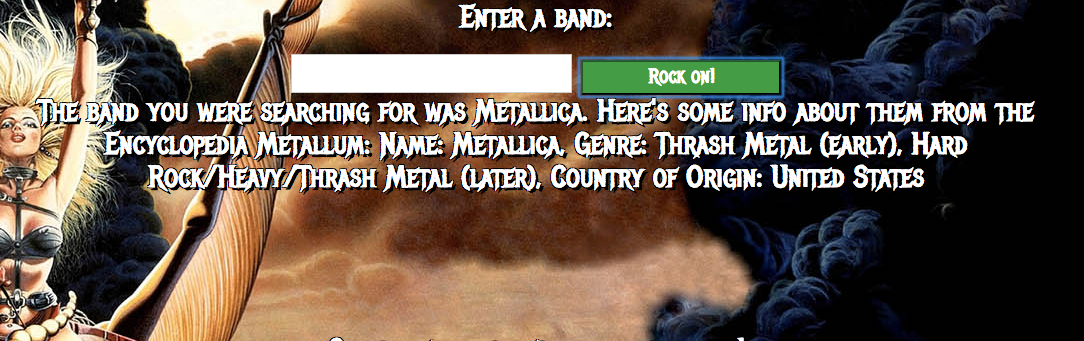 Enter a band:
Rock on!
The band you were searching for was Metallica. Here's some info about them from the
Encyclopedia Metallum: Name: Metallica, Genre: Thrash Metal (early), Hard
Rock/Heavy/Thrash Metal (later), Country of Origin: United States